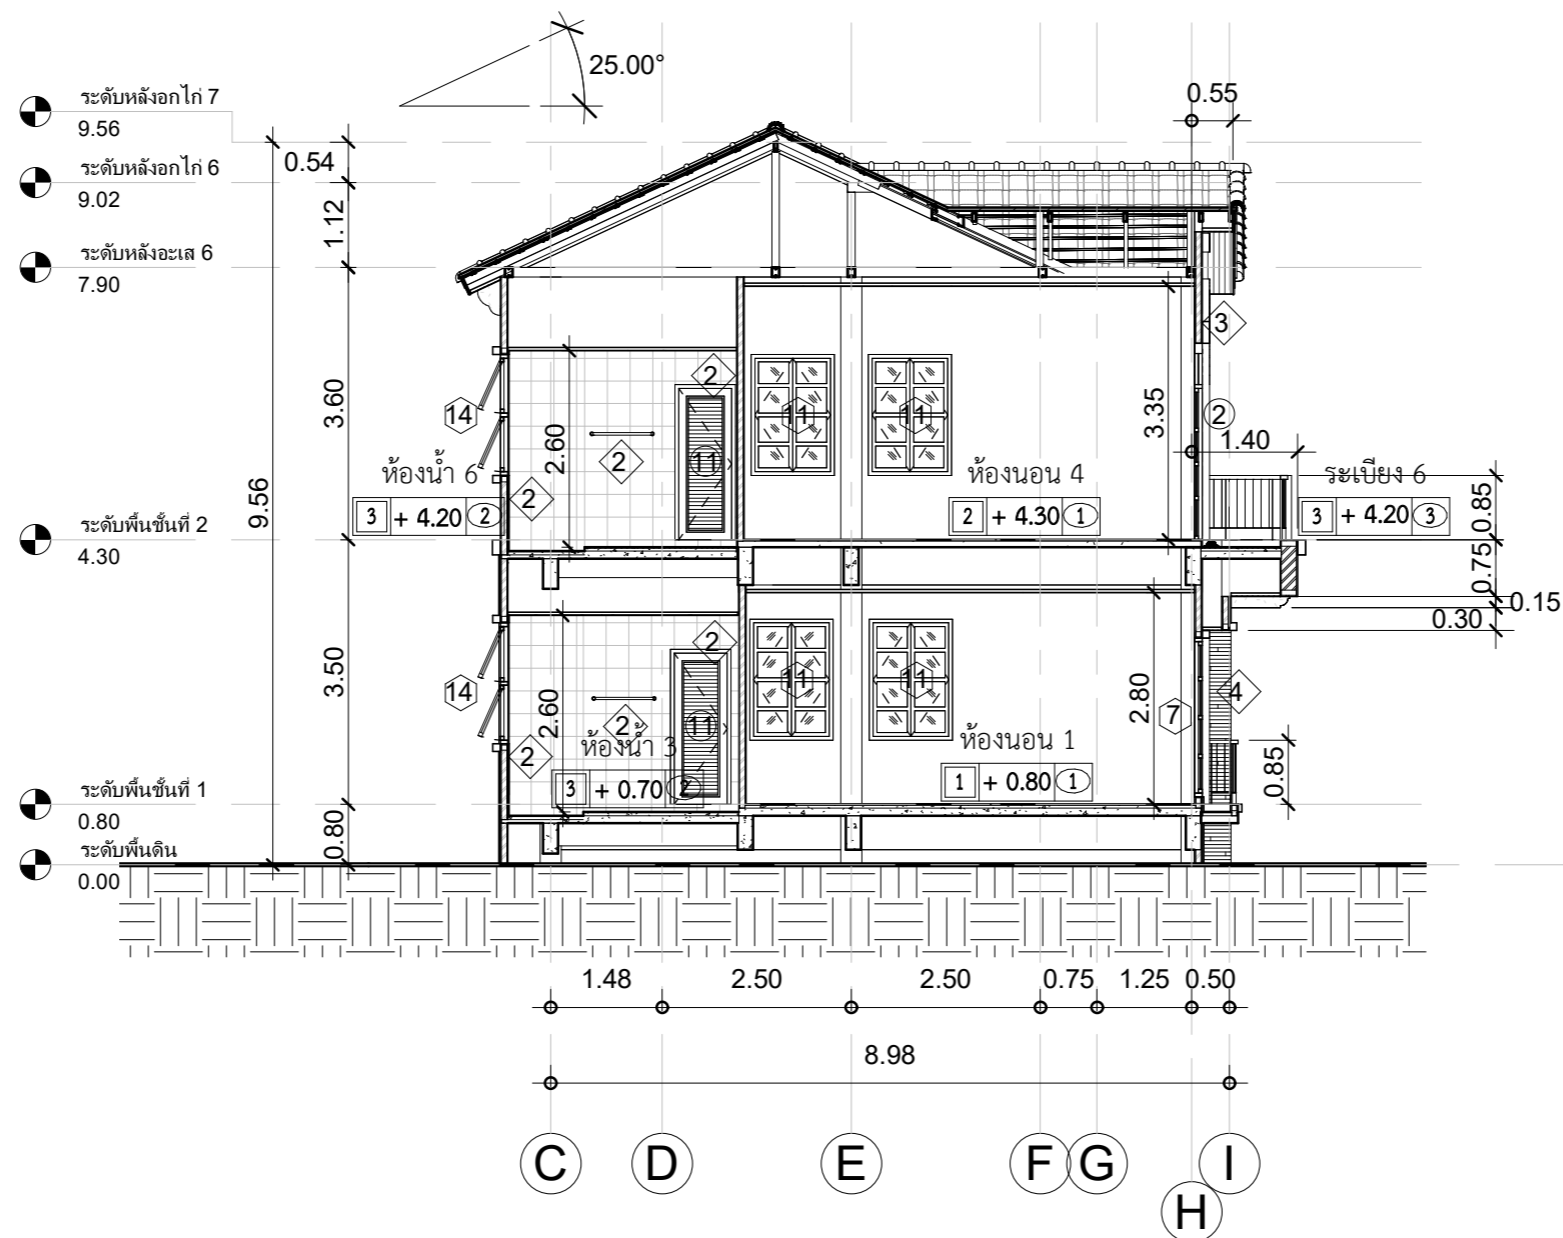 25.00°
0.55
ระดับหลังอกไก่ 7
9.56
0.54
ระดับหลังอกไก่ 6
9.02
1.12
ระดับหลังอะเส 6
7.90
3
2
14
11
11
2
3.60
2.60
3.35
1.40
2
11
ห้องน้ำ 6
ห้องนอน 4
ระเบียง 6
9.56
2
3 + 4.20 2
2 + 4.30 1
3 + 4.20 3
0.85
ระดับพื้นชั้นที่ 2
4.30
0.75
0.15
0.30
2
14
11
11
3.50
2.60
2.80
7
4
2
11
ห้องน้ำ 3
ห้องนอน 1
2
3 + 0.70 2
1 + 0.80 1
0.85
ระดับพื้นชั้นที่ 1
0.80
0.80
ระดับพื้นดิน
0.00
1.48 2.50 2.50 0.75 1.25 0.50
8.98
C D E F G I
H